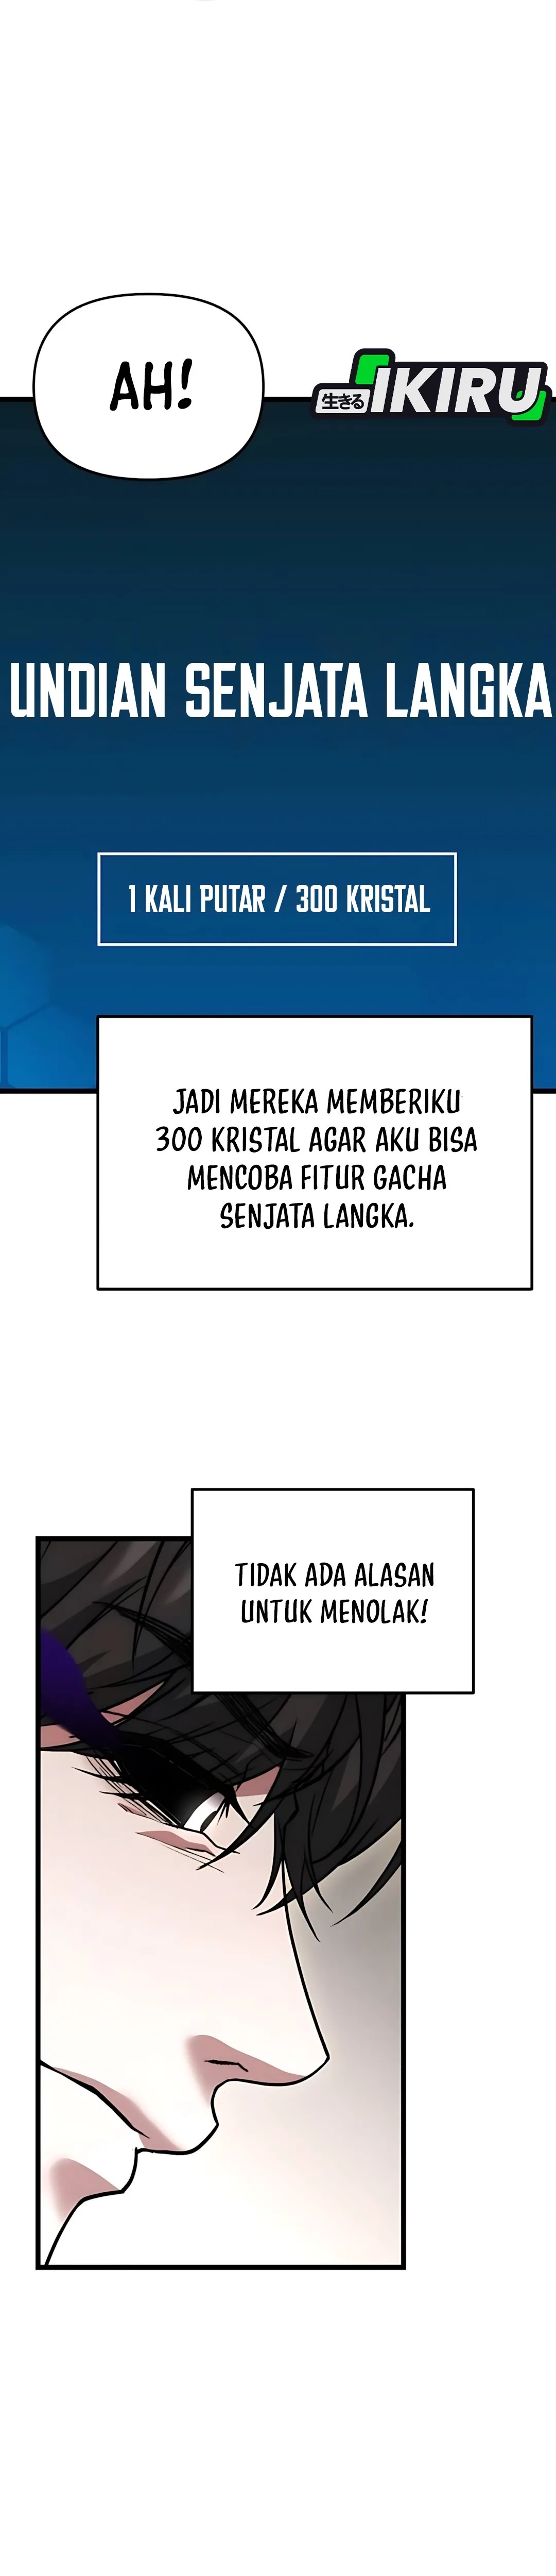 AH!
生きる IKIRU
UNDIAN SENJATA LANGKA
1 KALI PUTAR / 300 KRISTAL
JADI MEREKA MEMBERIKU
300 KRISTAL AGAR AKU BISA
MENCOBA FITUR GACHA
SENJATA LANGKA.
TIDAK ADA ALASAN
UNTUK MENOLAK!